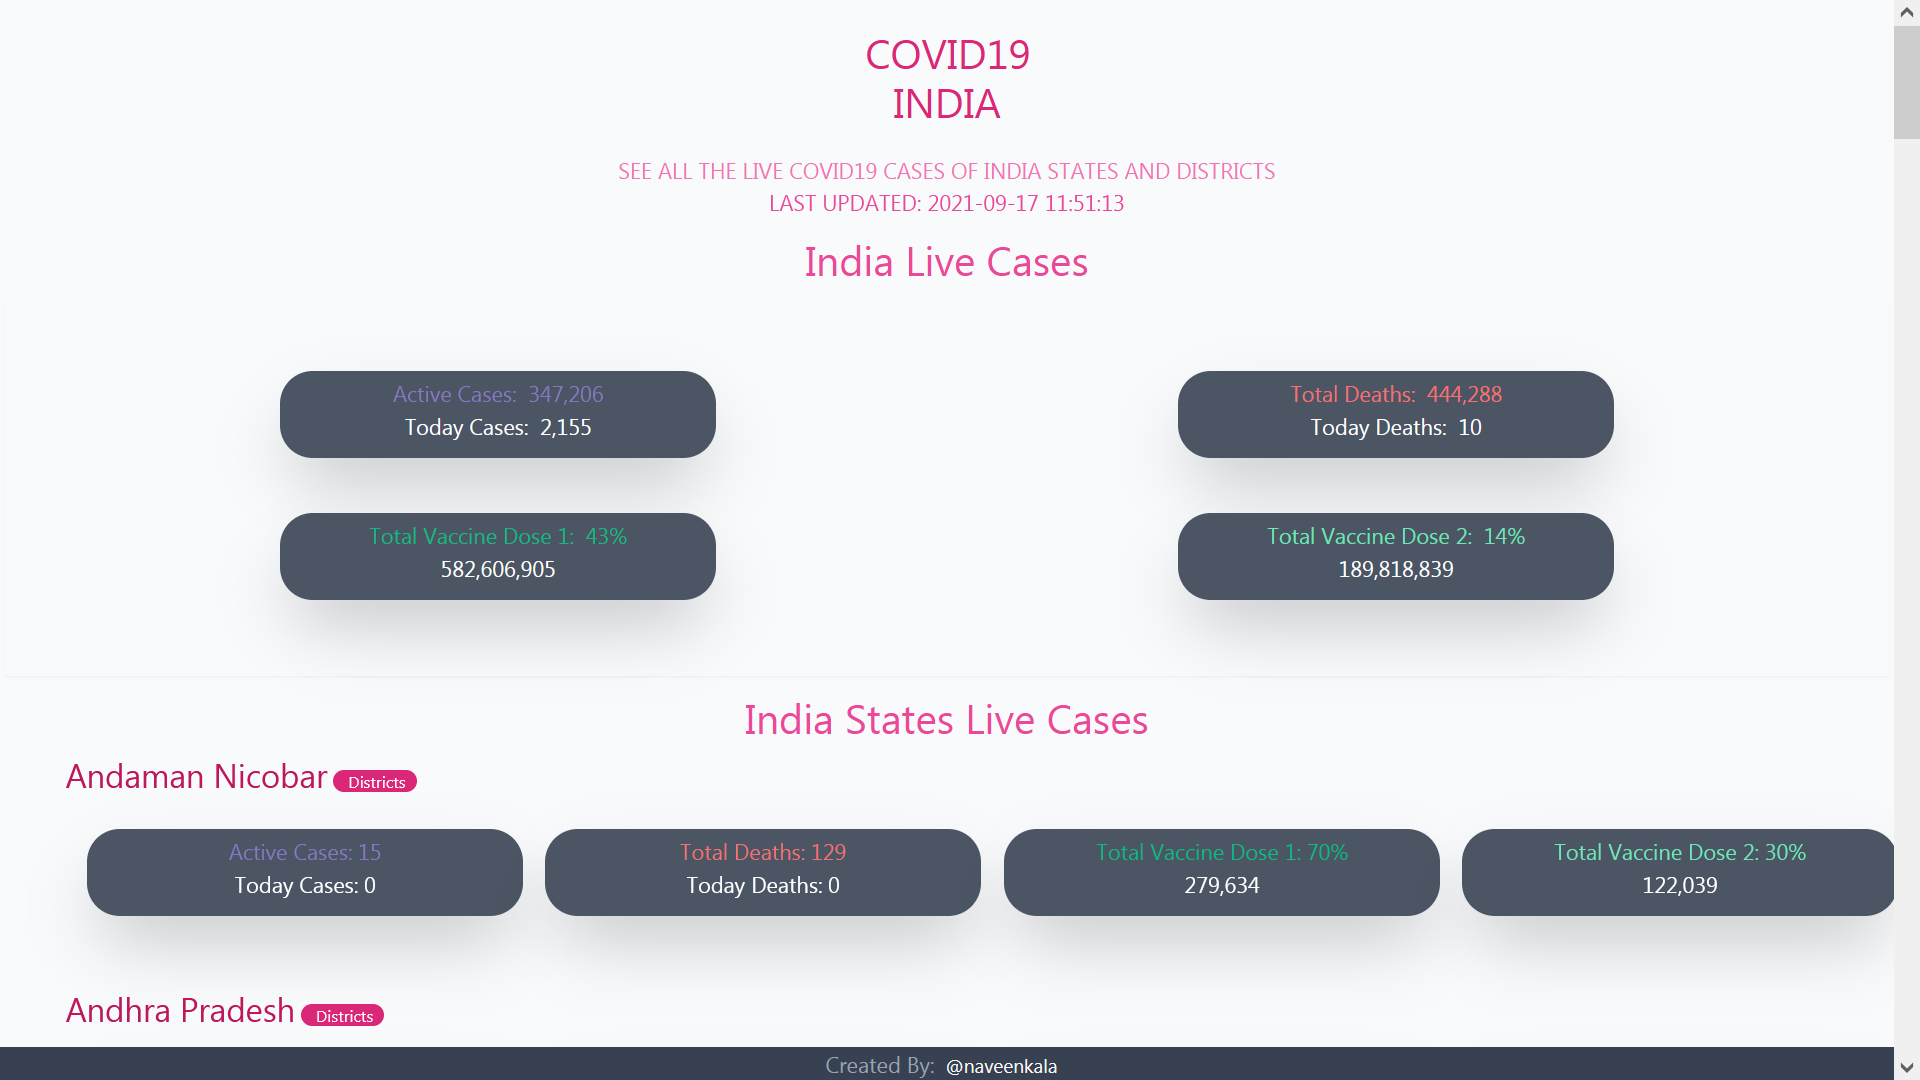 COVID19
INDIA
SEE ALL THE LIVE COVID19 CASES OF INDIA STATES AND DISTRICTS
LAST UPDATED: 2021-09-17 11:51:13
India Live Cases
Active Cases: 347,206
Today Cases: 2,155
Total Deaths: 444,288
Today Deaths: 10
Total Vaccine Dose 1: 43%
582,606,905
Total Vaccine Dose 2: 14%
189,818,839
India States Live Cases
Andaman Nicobar Districts
Active Cases: 15
Today Cases: 0
Total Deaths: 129
Today Deaths: 0
Total Vaccine Dose 1: 70%
279,634
Total Vaccine Dose 2: 30%
122,039
Andhra Pradesh Districts
Created By: @naveenkala